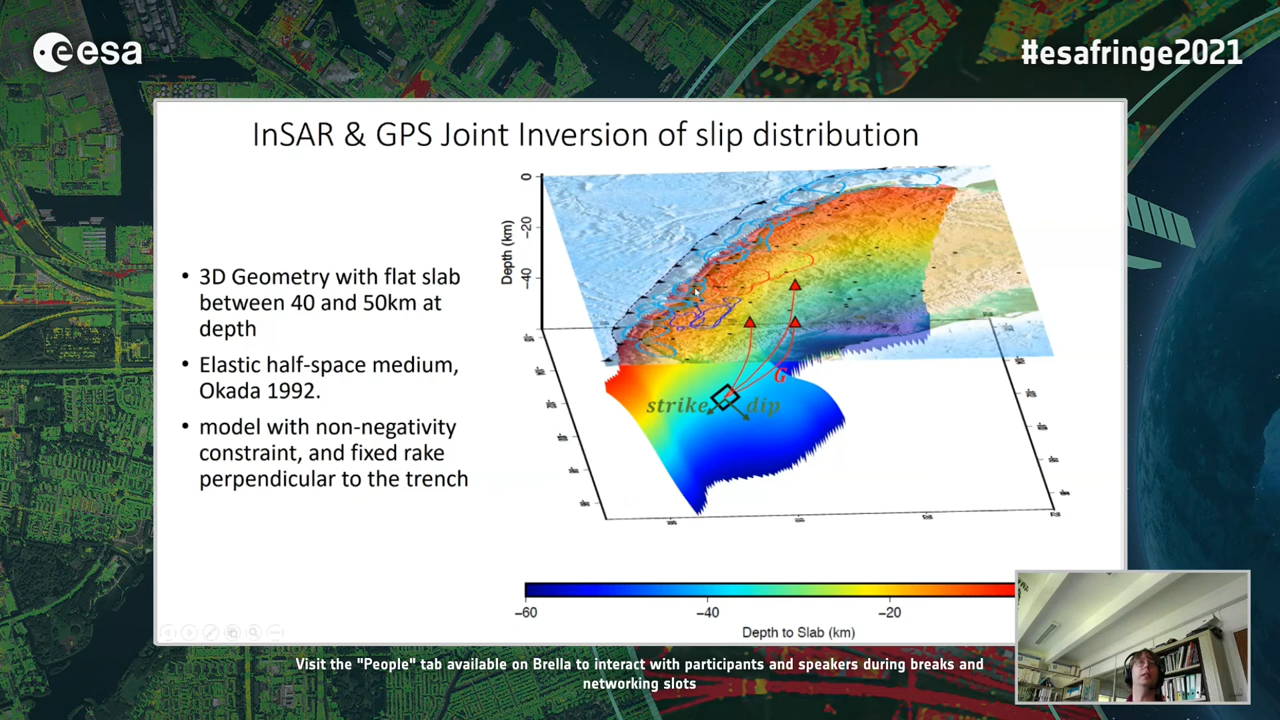 esa
#esafringe2021
InSAR & GPS Joint Inversion of slip distribution
• 3D Geometry with flat slab
between 40 and 50km at
depth
• Elastic half-space medium,
Okada 1992.
• model with non-negativity
constraint, and fixed rake
perpendicular to the trench
0
−20
−40
Depth (km)
G
strike
dip
−60
−40
−20
Depth to Slab (km)
Visit the "People" tab available on Brella to interact with participants and speakers during breaks and
networking slots